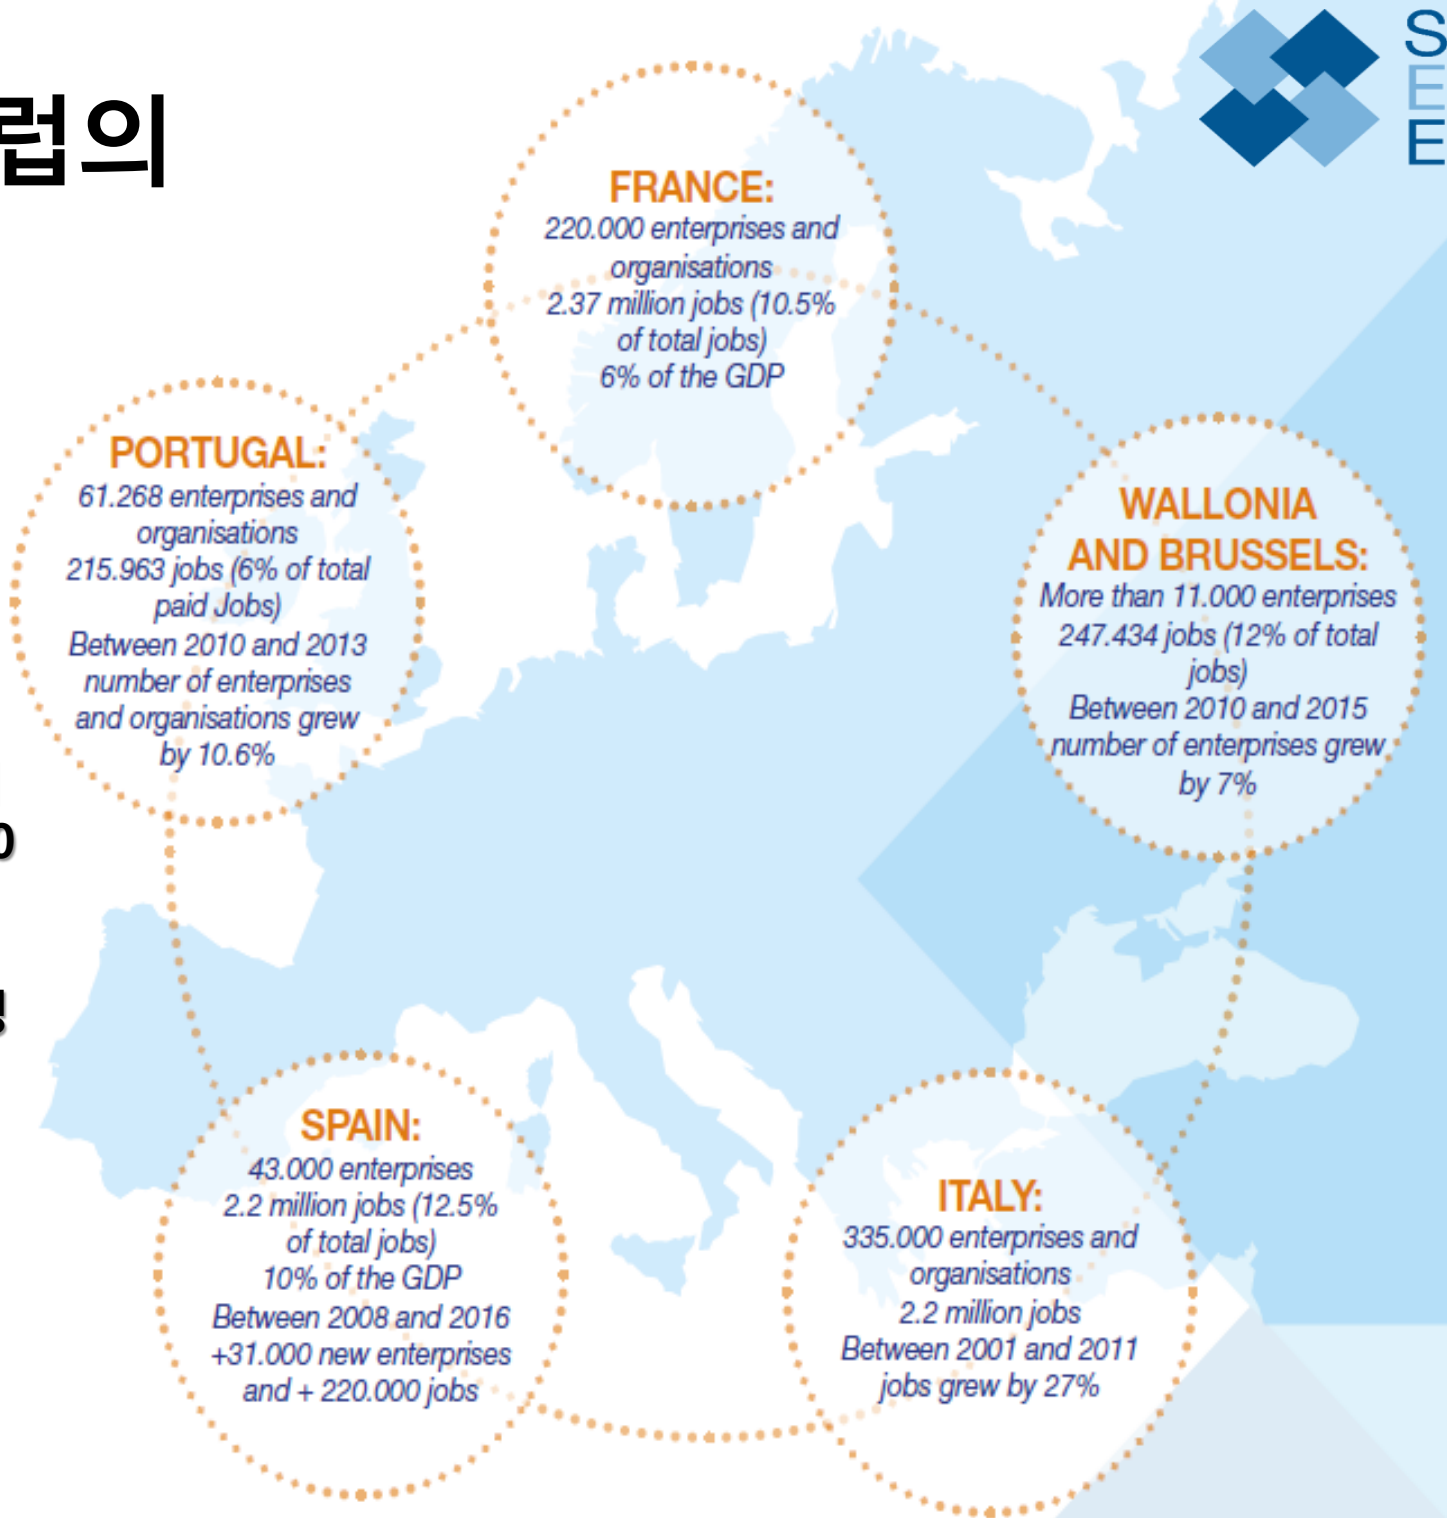 럽의
S
E
E
FRANCE:
220.000 enterprises and
organisations
2.37 million jobs (10.5%
of total jobs)
6% of the GDP
PORTUGAL:
61.268 enterprises and
organisations
215.963 jobs (6% of total
paid Jobs)
Between 2010 and 2013
number of enterprises
and organisations grew
by 10.6%
WALLONIA
AND BRUSSELS:
More than 11.000 enterprises
247.434 jobs (12% of total
jobs)
Between 2010 and 2015
number of enterprises grew
by 7%
0
SPAIN:
43.000 enterprises
2.2 million jobs (12.5%
of total jobs)
10% of the GDP
Between 2008 and 2016
+31.000 new enterprises
and + 220.000 jobs
ITALY:
335.000 enterprises and
organisations
2.2 million jobs
Between 2001 and 2011
jobs grew by 27%